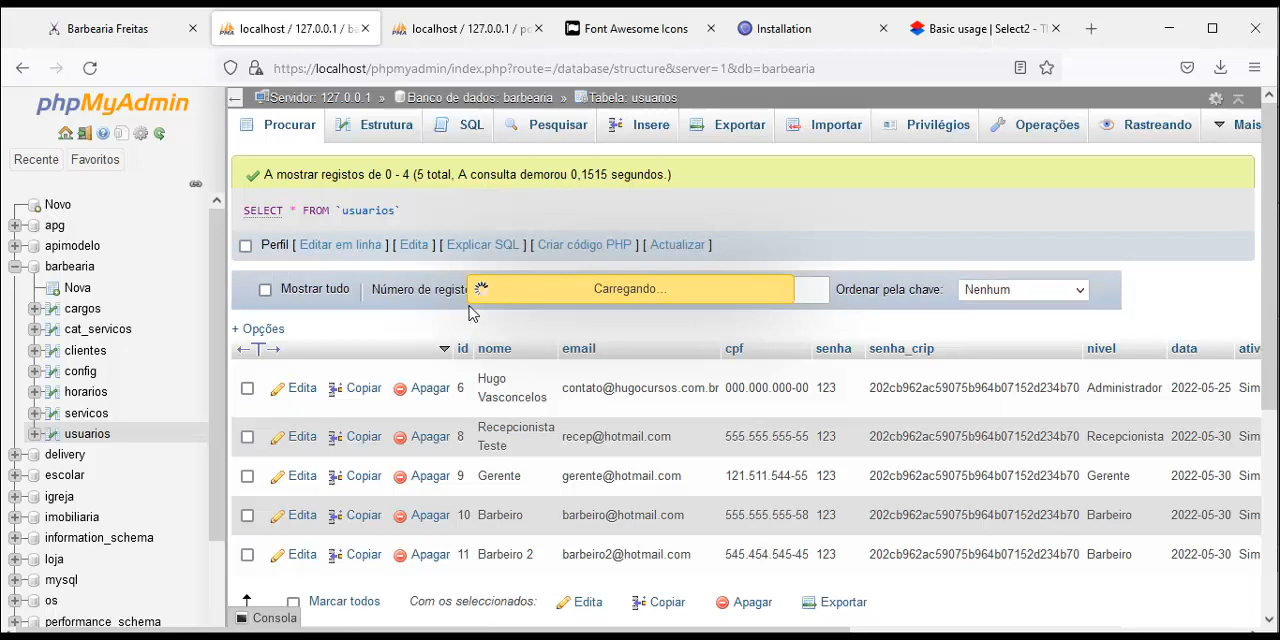 Barbearia Freitas
localhost / 127.0.0.1 / ba
localhost / 127.0.0.1 / pc
Font Awesome Icons
Installation
Basic usage | Select2 - Th
https://localhost/phpmyadmin/index.php?route=/database/structure&server=1&db=barbearia
phpMyAdmin
Recente Favoritos
Novo
apg
apimodelo
barbearia
Nova
cargos
cat_servicos
clientes
config
horarios
servicos
usuarios
delivery
escolar
igreja
imobiliaria
information_schema
loja
mysql
os
performance_schema
Servidor: 127.0.0.1 » Banco de dados: barbearia » Tabela: usuarios
Procurar Estrutura SQL Pesquisar Insere Exportar Importar Privilégios Operações Rastreando Mais
A mostrar registos de 0 - 4 (5 total, A consulta demorou 0,1515 segundos.)
SELECT * FROM `usuarios`
Perfil [ Editar em linha ] [ Edita ] [ Explicar SQL ] [ Criar código PHP ] [ Actualizar ]
Mostrar tudo Número de registo Carregando... Ordenar pela chave: Nenhum
+ Opções
id nome email cpf senha senha_crip nivel data ativ
Edita Copiar Apagar 6 Hugo Vasconcelos contato@hugocursos.com.br 000.000.000-00 123 202cb962ac59075b964b07152d234b70 Administrador 2022-05-25 Sim
Edita Copiar Apagar 8 Recepcionista Teste recep@hotmail.com 555.555.555-55 123 202cb962ac59075b964b07152d234b70 Recepcionista 2022-05-30 Sim
Edita Copiar Apagar 9 Gerente gerente@hotmail.com 121.511.544-55 123 202cb962ac59075b964b07152d234b70 Gerente 2022-05-30 Sim
Edita Copiar Apagar 10 Barbeiro barbeiro@hotmail.com 555.555.555-58 123 202cb962ac59075b964b07152d234b70 Barbeiro 2022-05-30 Sim
Edita Copiar Apagar 11 Barbeiro 2 barbeiro2@hotmail.com 545.454.545-45 123 202cb962ac59075b964b07152d234b70 Barbeiro 2022-05-30 Sim
Marcar todos Com os seleccionados: Edita Copiar Apagar Exportar
Consola